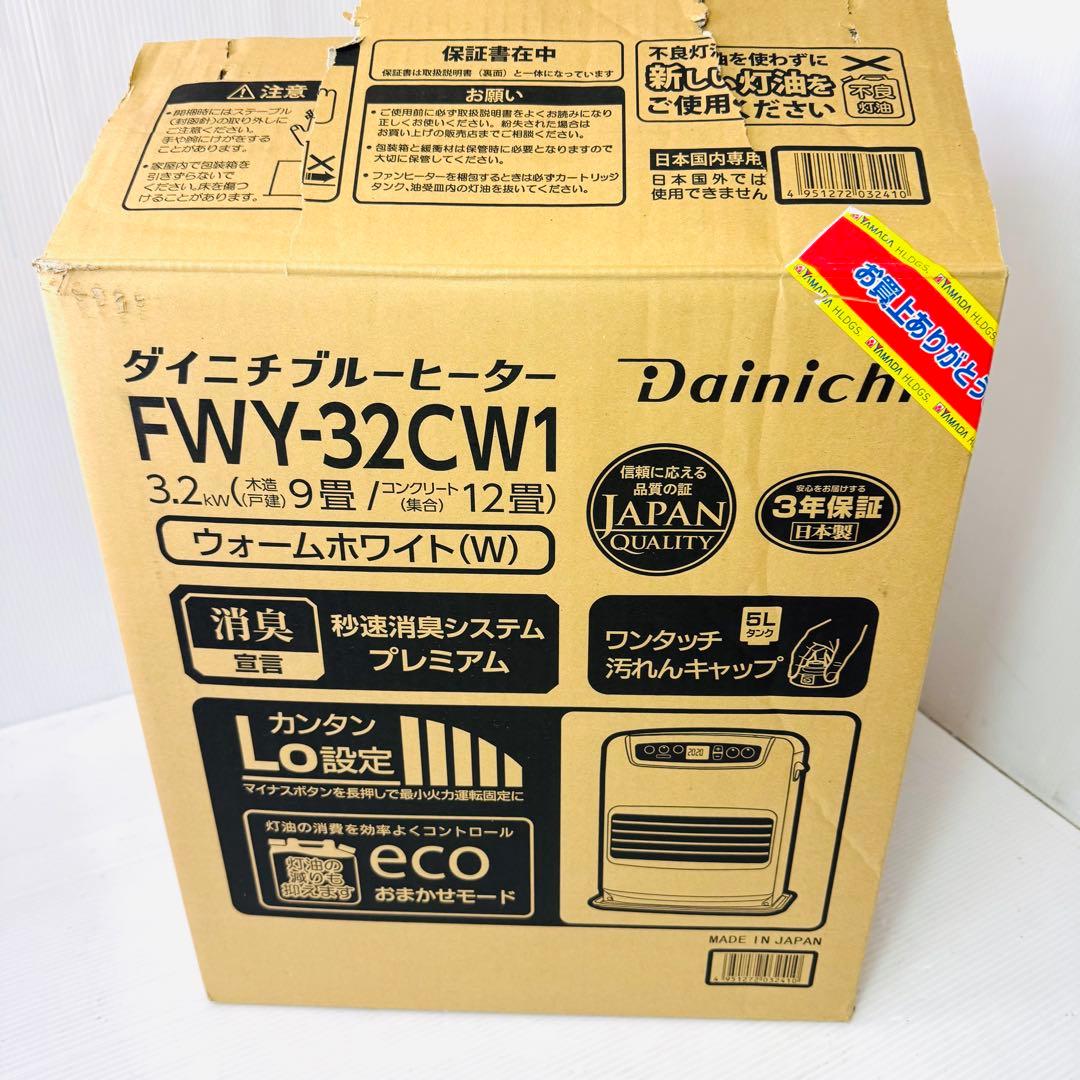 ⚠ 注意
・開梱時にはステープル
(封函針)の取り外しに
ご注意ください。
手や腕にけがをする
ことがあります。
・家屋内で包装箱を
引きずらないで
ください。床を傷つ
けることがあります。
保証書在中
保証書は取扱説明書(裏面)と一体になっています
お願い
・ご使用前に必ず取扱説明書をよくお読みになり
正しくお使いください。紛失された場合は
お買い上げの販売店までご相談ください。
・包装箱と緩衝材は保管時に必要となりますので
大切に保管してください。
・ファンヒーターを梱包するときは必ずカートリッジ
タンク、油受皿内の灯油を抜いてください。
不良灯油を使わずに
新しい灯油を
ご使用ください
不良
灯油
日本国内専用
日本国外では
使用できません
4 951272 032410
YAMADA HLDGS.
YAMADA HLDGS.
お買上ありがとう
YAMADA HLDGS.
YAMADA HLDGS.
ダイニチブルーヒーター
Dainichi
FWY-32CW1
3.2kW(木造(戸建)9畳/コンクリート(集合)12畳)
ウォームホワイト(W)
信頼に応える
品質の証
JAPAN
QUALITY
安心をお届けする
3年保証
日本製
消臭
宣言
秒速消臭システム
プレミアム
5L
タンク
ワンタッチ
汚れんキャップ
カンタン
Lo設定
マイナスボタンを長押しで最小火力運転固定に
灯油の消費を効率よくコントロール
灯油の
減りも
抑えます
eco
おまかせモード
2020
MADE IN JAPAN
4 951272 032410